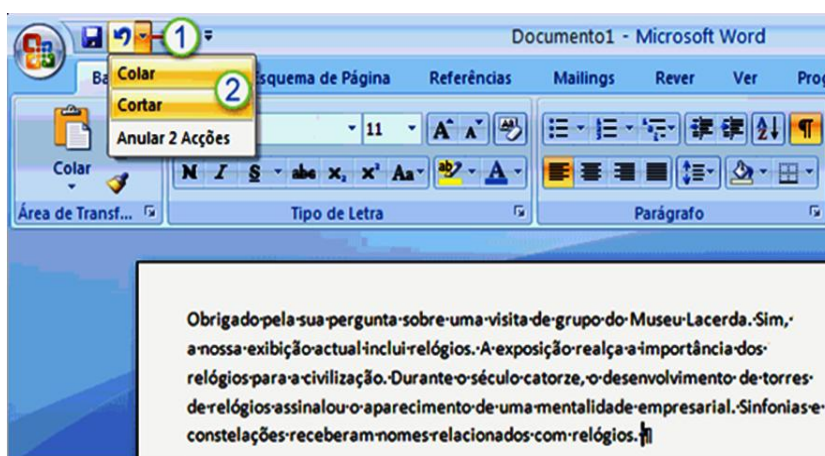 Documento1 - Microsoft Word
1
Colar
Cortar
Anular 2 Acções
2
squema de Página Referências Mailings Rever Ver
11
Colar
N I S abc x₂ x² Aa ab A
Área de Transf... Tipo de Letra Parágrafo
Obrigado·pela·sua·pergunta·sobre·uma·visita·de·grupo·do·Museu·Lacerda.·Sim,·
a·nossa·exibição·actual·inclui·relógios.·A·exposição·realça·a·importância·dos·
relógios·para·a·civilização.·Durante·o·século·catorze,·o·desenvolvimento·de·torres·
de·relógios·assinalou·o·aparecimento·de·uma·mentalidade·empresarial.·Sinfonias·e·
constelações·receberam·nomes·relacionados·com·relógios.·¶